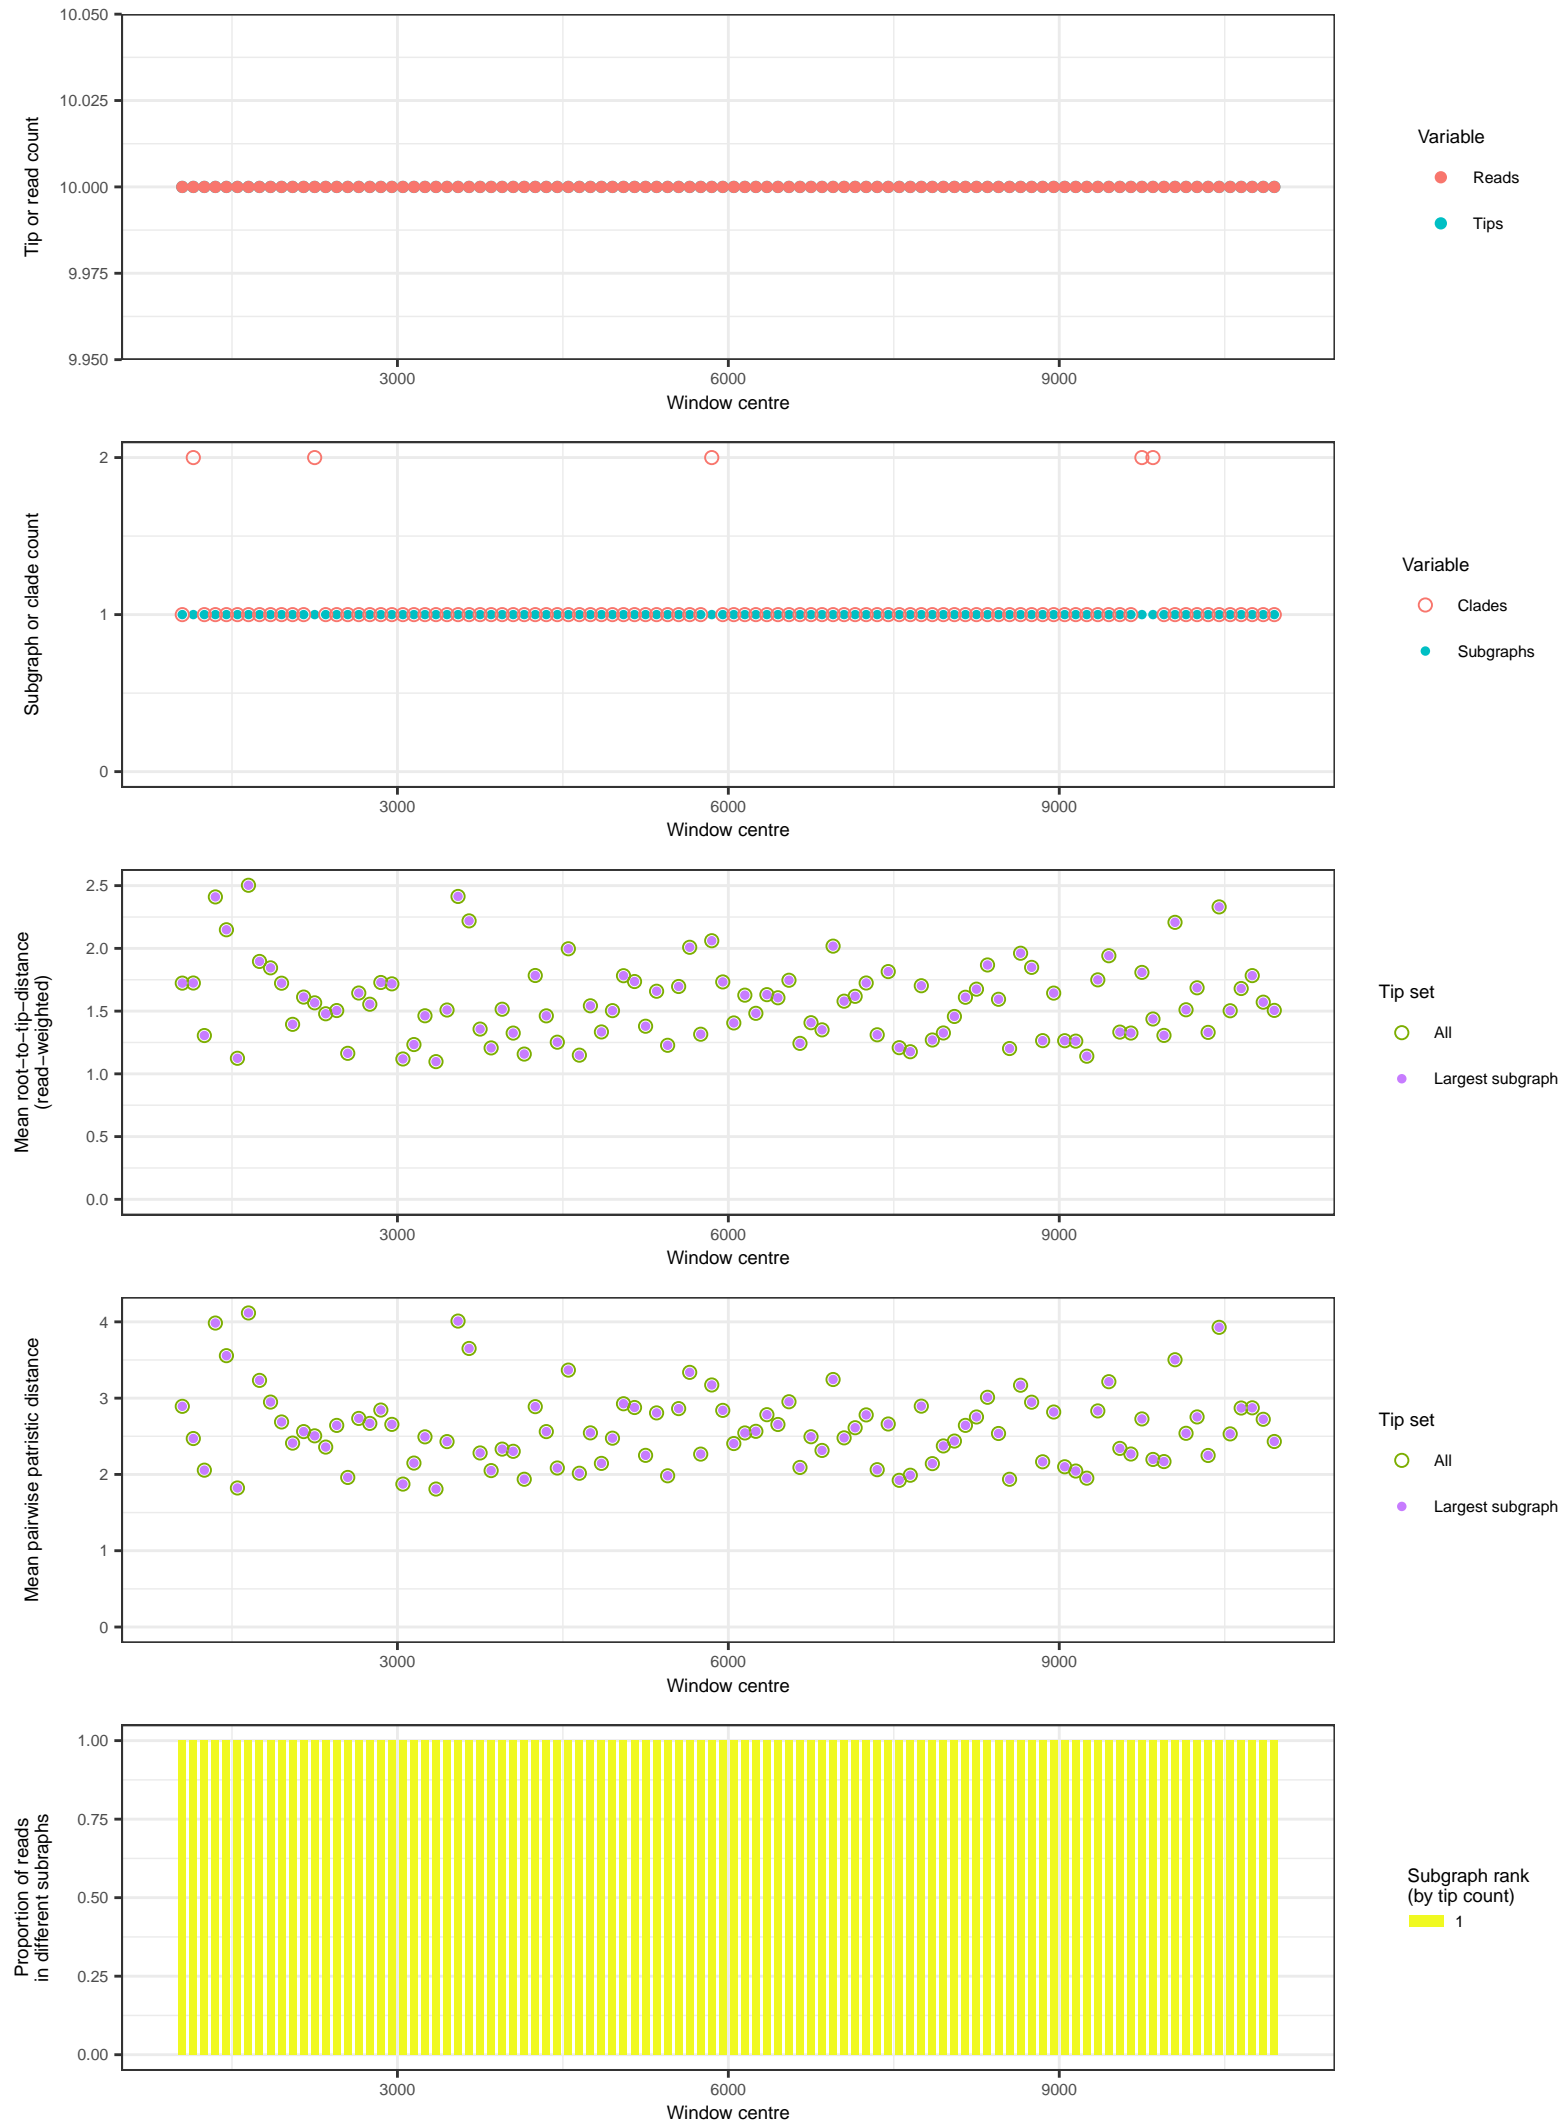 10.050
10.025
10.000
9.975
9.950
Tip or read count
3000
6000
9000
Window centre
Variable
Reads
Tips
2
1
0
Subgraph or clade count
3000
6000
9000
Window centre
Variable
Clades
Subgraphs
2.5
2.0
1.5
1.0
0.5
0.0
Mean root−to−tip−distance
(read−weighted)
3000
6000
9000
Window centre
Tip set
All
Largest subgraph
4
3
2
1
0
Mean pairwise patristic distance
3000
6000
9000
Window centre
Tip set
All
Largest subgraph
1.00
0.75
0.50
0.25
0.00
Proportion of reads
in different subraphs
3000
6000
9000
Window centre
Subgraph rank
(by tip count)
1